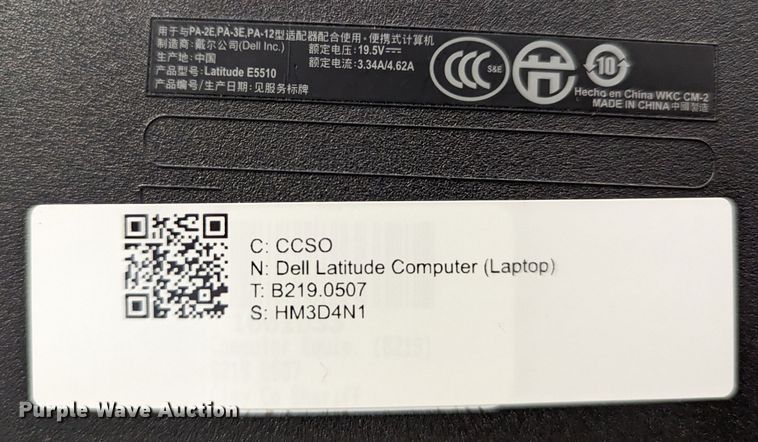 用于与PA-2E,PA-3E,PA-12型适配器配合使用·便携式计算机
制造商: 戴尔公司(Dell Inc.)
额定电压: 19.5V⎓
生产地: 中国
额定电流: 3.34A/4.62A
产品型号: Latitude E5510
产品编号/生产日期: 见服务标牌
CCC S&E
10
Hecho en China WKC CM-2
MADE IN CHINA 中國製造
C: CCSO
N: Dell Latitude Computer (Laptop)
T: B219.0507
S: HM3D4N1
Purple Wave Auction